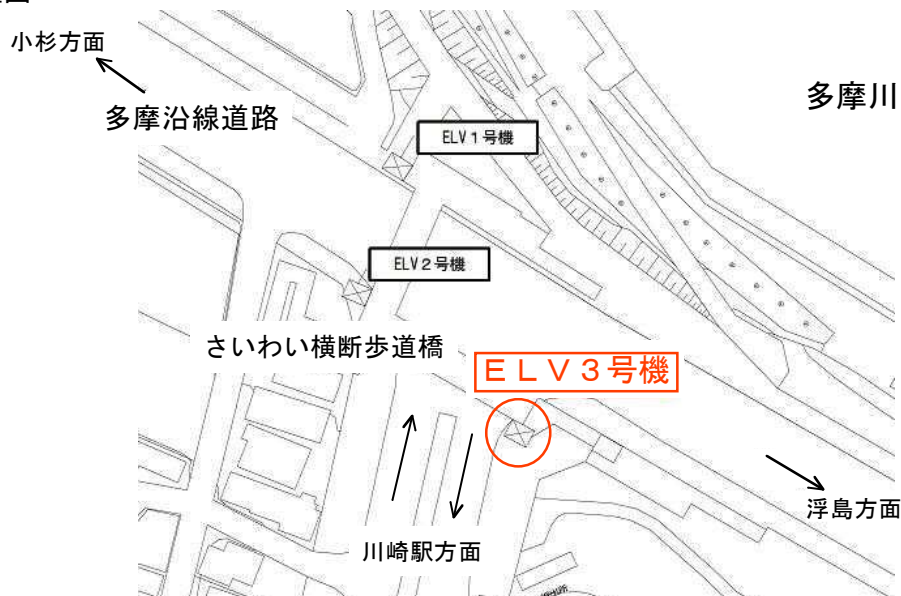 小杉方面
多摩川
多摩沿線道路
ELV1号機
ELV2号機
さいわい横断歩道橋
ELV3号機
浮島方面
川崎駅方面